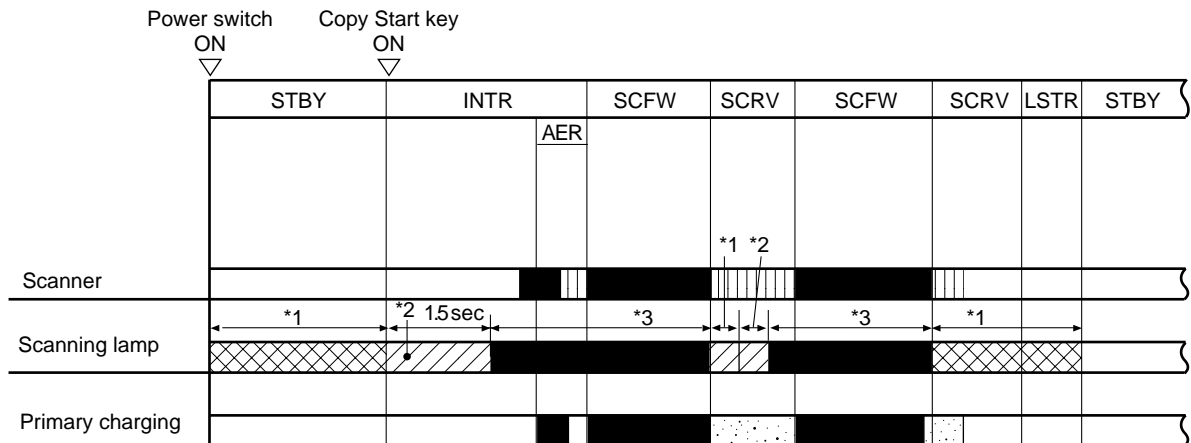 Power switch
ON
Copy Start key
ON
STBY INTR SCFW SCRV SCFW SCRV LSTR STBY
AER
*1 *2
Scanner
*1 *2 1.5sec *3 *3 *1
Scanning lamp
Primary charging